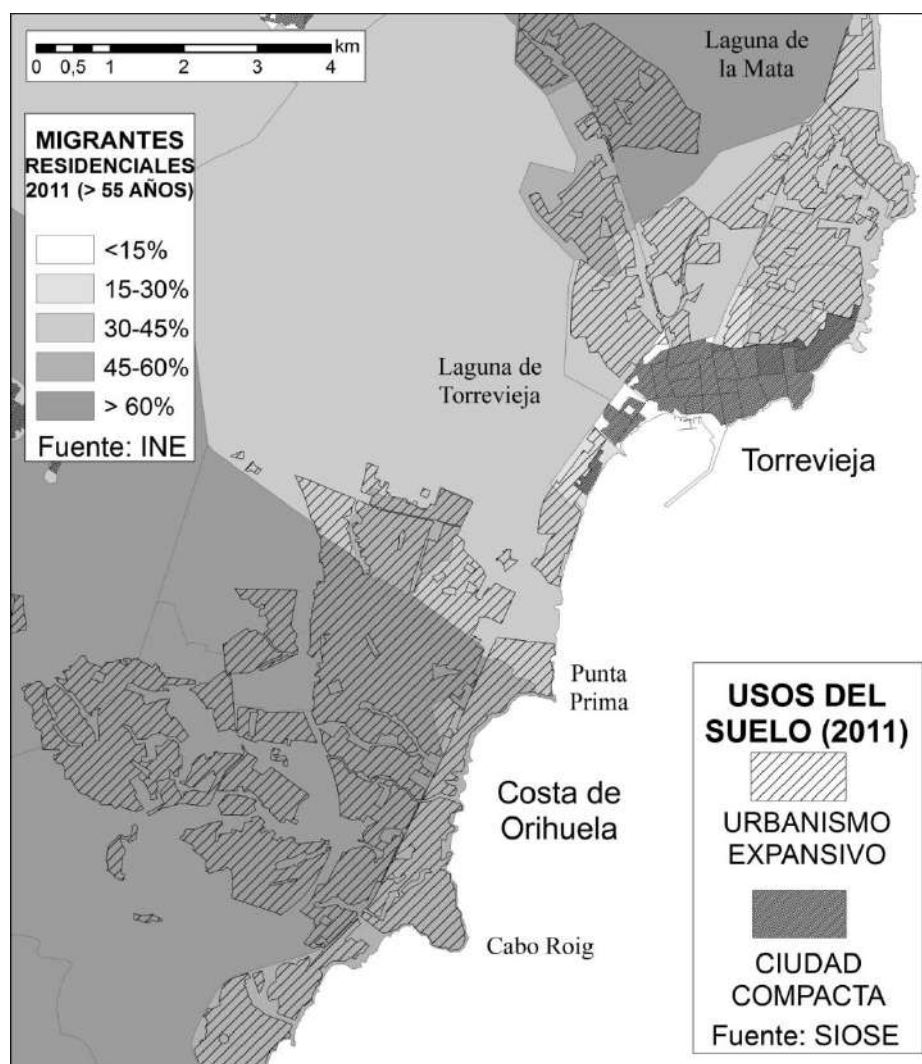 km
0 0,5 1 2 3 4
Laguna de
la Mata
MIGRANTES
RESIDENCIALES
2011 (> 55 AÑOS)
<15%
15-30%
30-45%
45-60%
> 60%
Fuente: INE
Laguna de
Torrevieja
Torrevieja
Punta
Prima
Costa de
Orihuela
Cabo Roig
USOS DEL
SUELO (2011)
URBANISMO
EXPANSIVO
CIUDAD
COMPACTA
Fuente: SIOSE